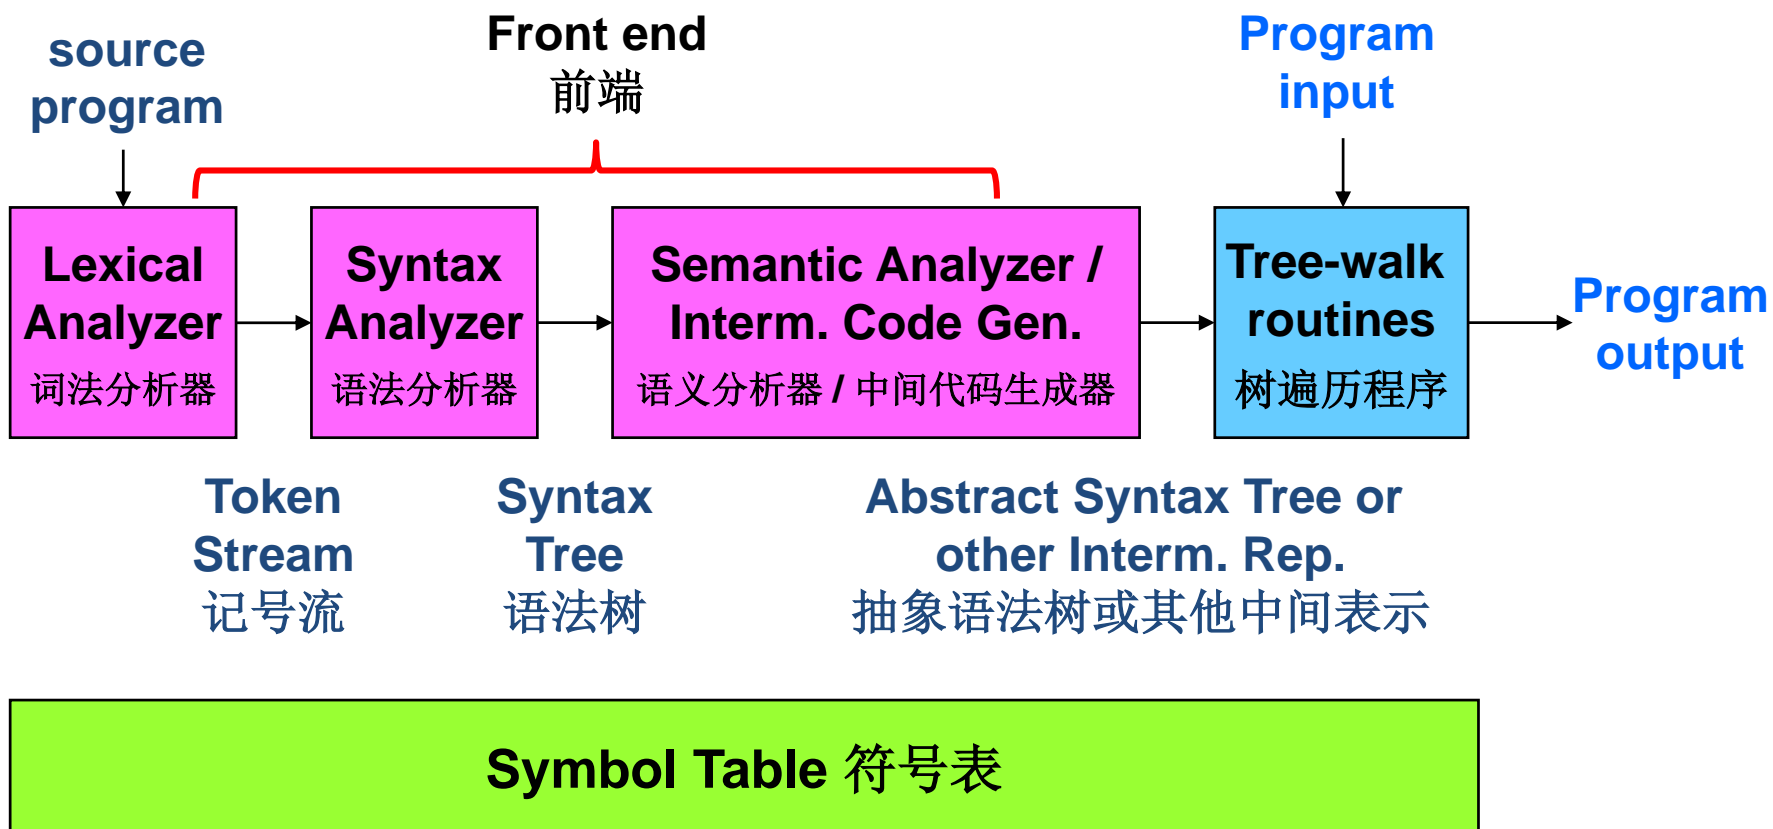 source
program
Front end
前端
Program
input
Lexical
Analyzer
词法分析器
Syntax
Analyzer
语法分析器
Semantic Analyzer /
Interm. Code Gen.
语义分析器 / 中间代码生成器
Tree-walk
routines
树遍历程序
Program
output
Token
Stream
记号流
Syntax
Tree
语法树
Abstract Syntax Tree or
other Interm. Rep.
抽象语法树或其他中间表示
Symbol Table 符号表